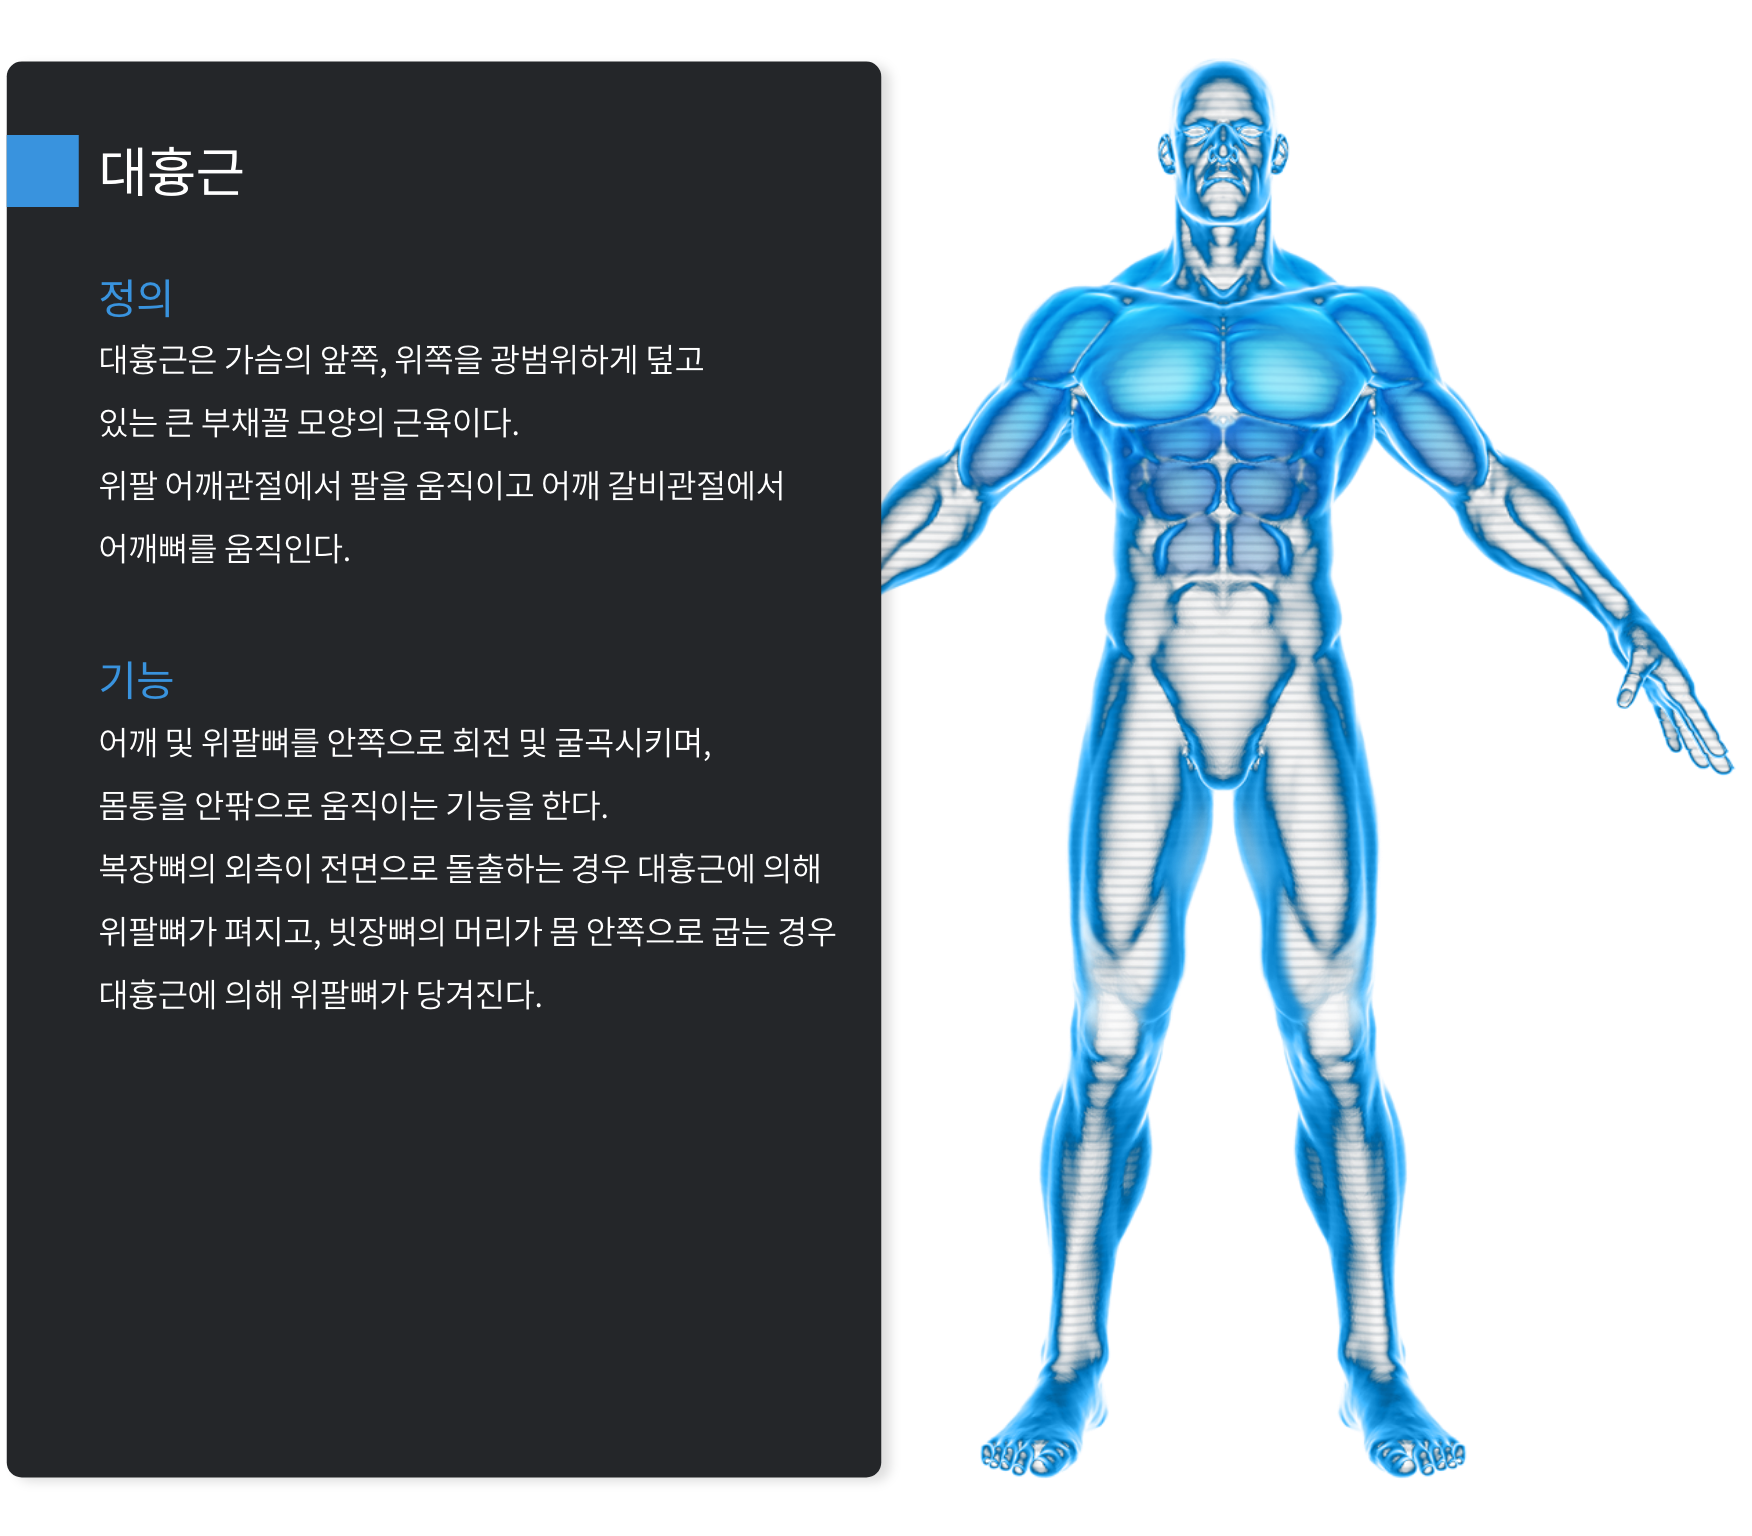 대흉근
정의
대흉근은 가슴의 앞쪽, 위쪽을 광범위하게 덮고
있는 큰 부채꼴 모양의 근육이다.
위팔 어깨관절에서 팔을 움직이고 어깨 갈비관절에서
어깨뼈를 움직인다.
기능
어깨 및 위팔뼈를 안쪽으로 회전 및 굴곡시키며,
몸통을 안팎으로 움직이는 기능을 한다.
복장뼈의 외측이 전면으로 돌출하는 경우 대흉근에 의해
위팔뼈가 펴지고, 빗장뼈의 머리가 몸 안쪽으로 굽는 경우
대흉근에 의해 위팔뼈가 당겨진다.